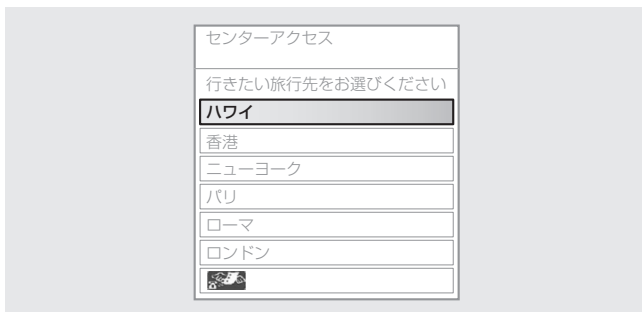 センターアクセス
行きたい旅行先をお選びください
ハワイ
香港
ニューヨーク
パリ
ローマ
ロンドン